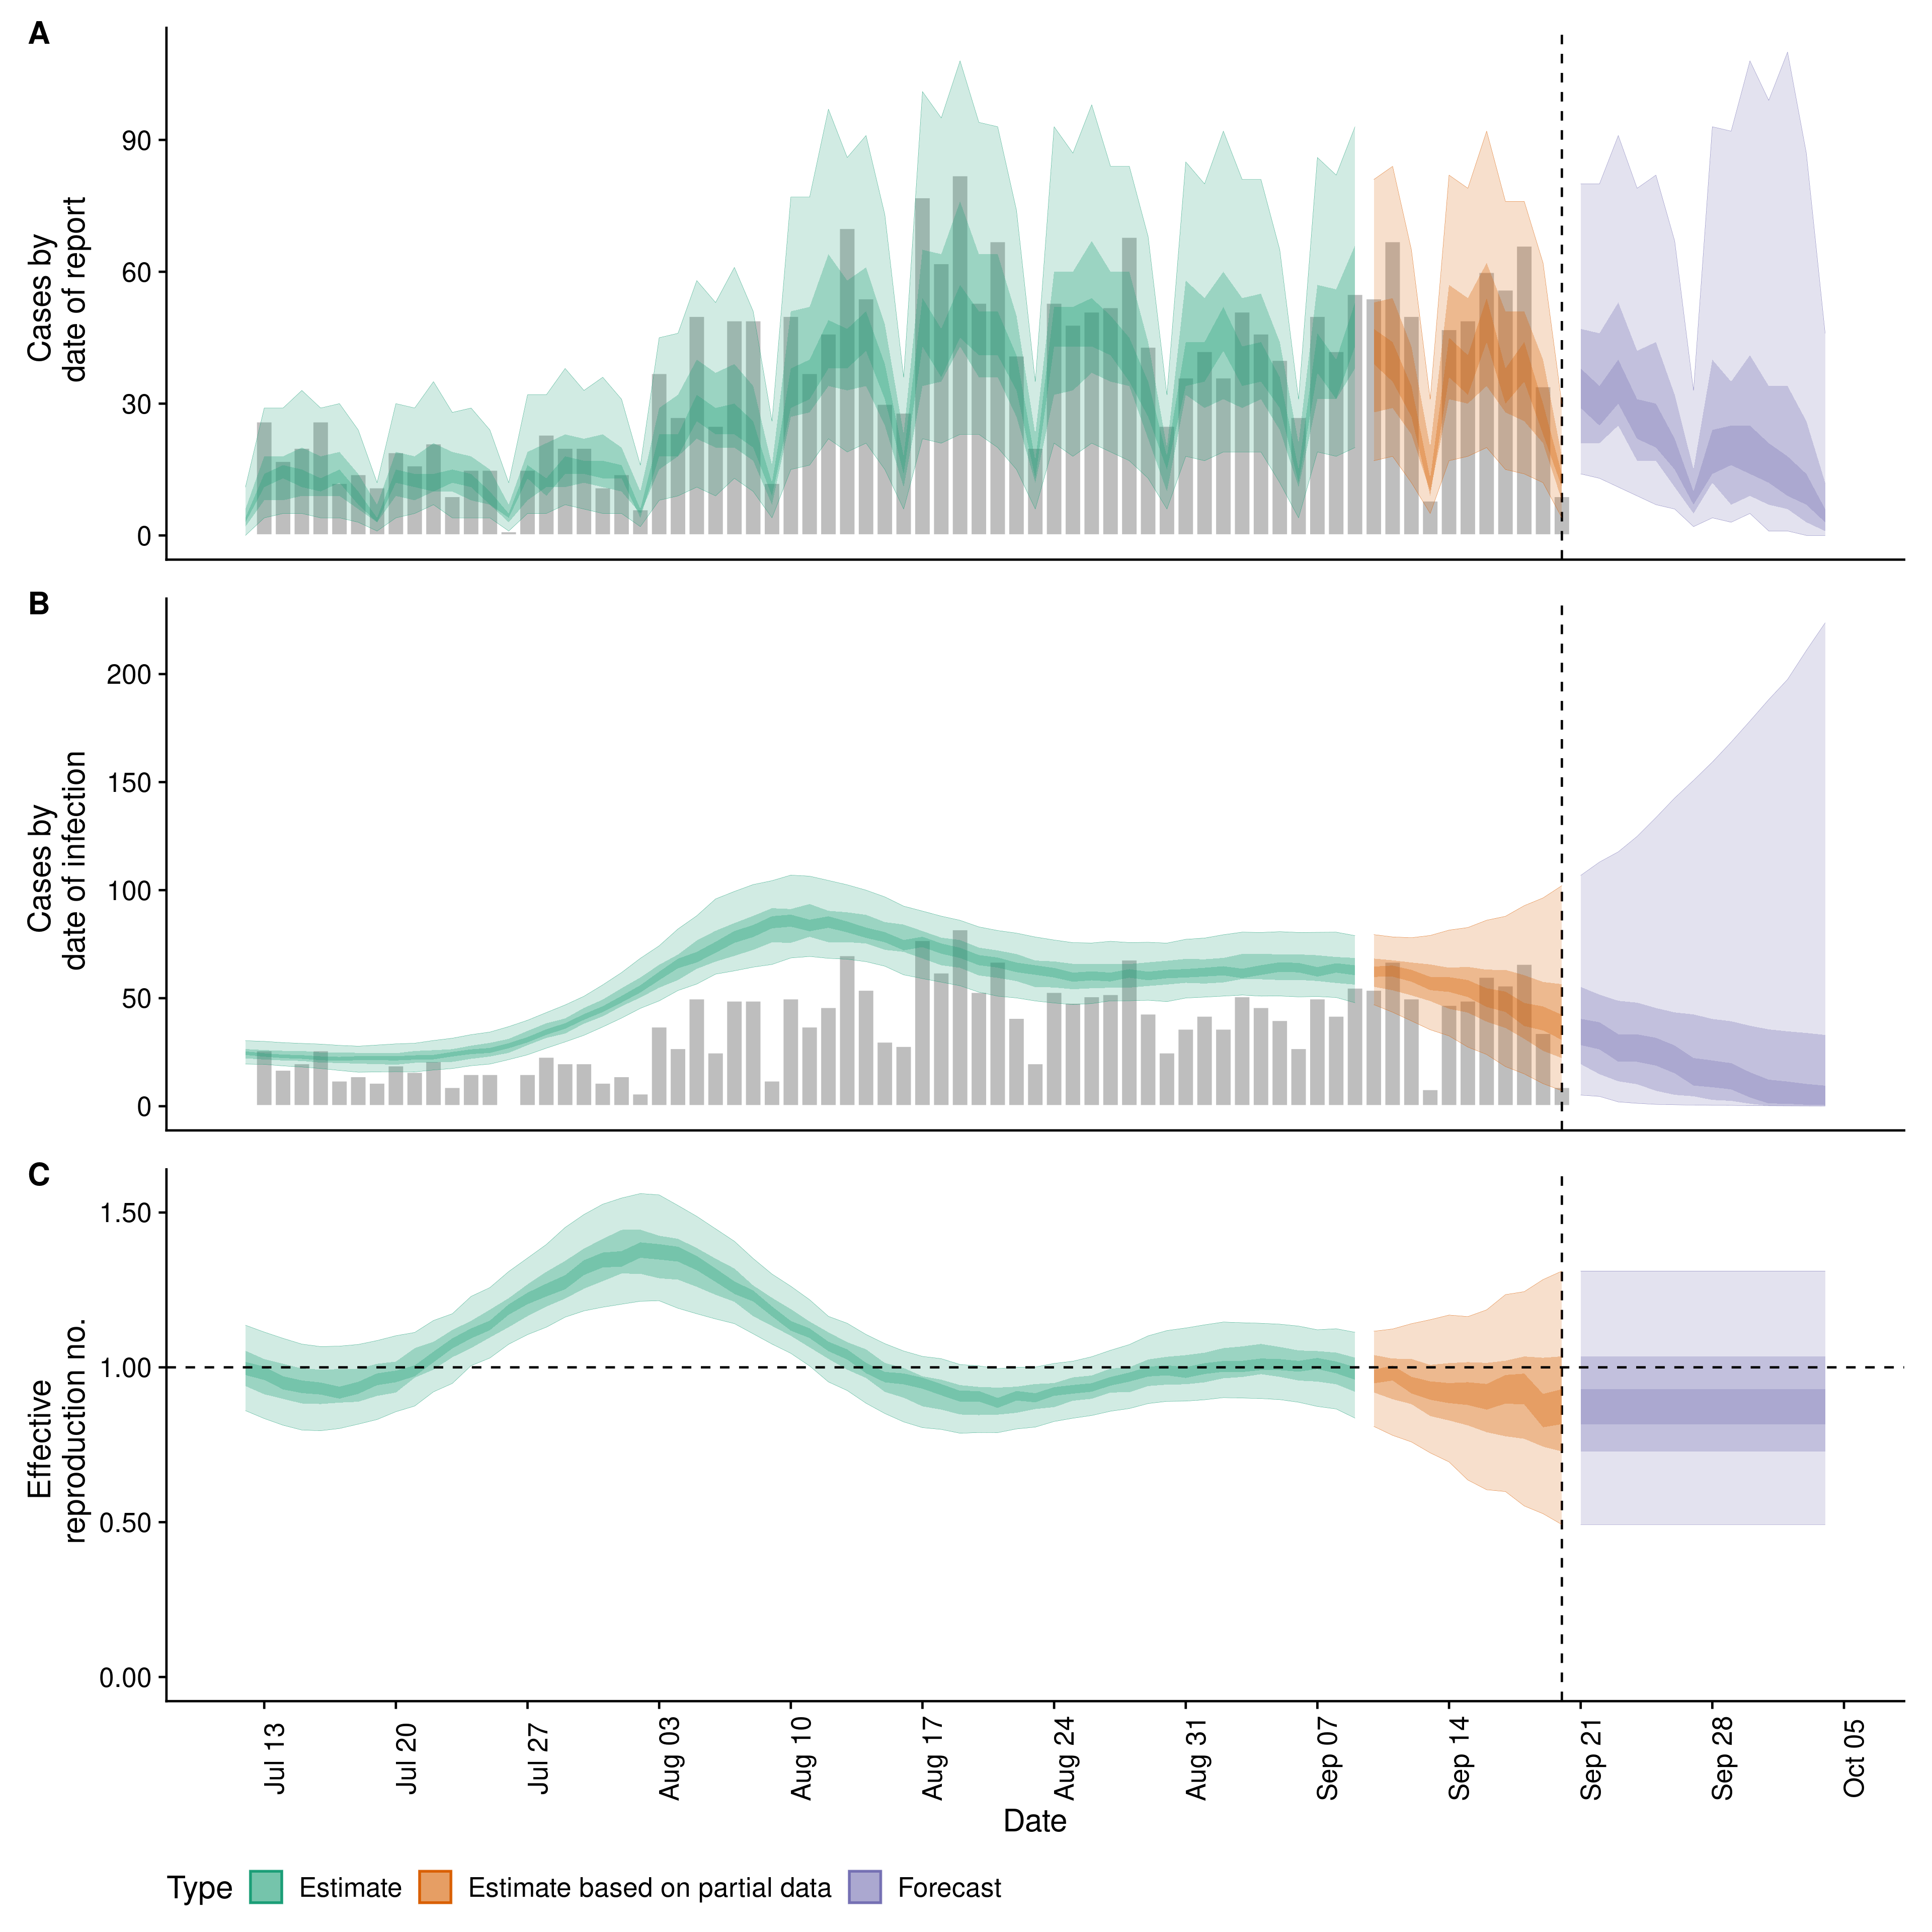 A
Cases by
date of report
90
60
30
0
B
Cases by
date of infection
200
150
100
50
0
C
Effective
reproduction no.
1.50
1.00
0.50
0.00
Jul 13
Jul 20
Jul 27
Aug 03
Aug 10
Aug 17
Aug 24
Aug 31
Sep 07
Sep 14
Sep 21
Sep 28
Oct 05
Date
Type Estimate Estimate based on partial data Forecast